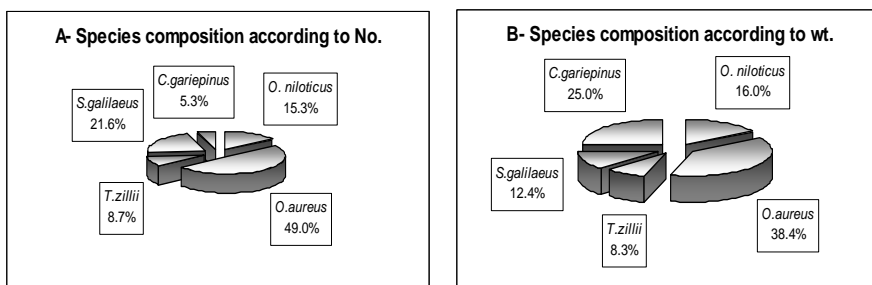 A- Species composition according to No.
C.gariepinus
5.3%
O. niloticus
15.3%
S.galilaeus
21.6%
T.zillii
8.7%
O.aureus
49.0%
B- Species composition according to wt.
C.gariepinus
25.0%
O. niloticus
16.0%
S.galilaeus
12.4%
T.zillii
8.3%
O.aureus
38.4%